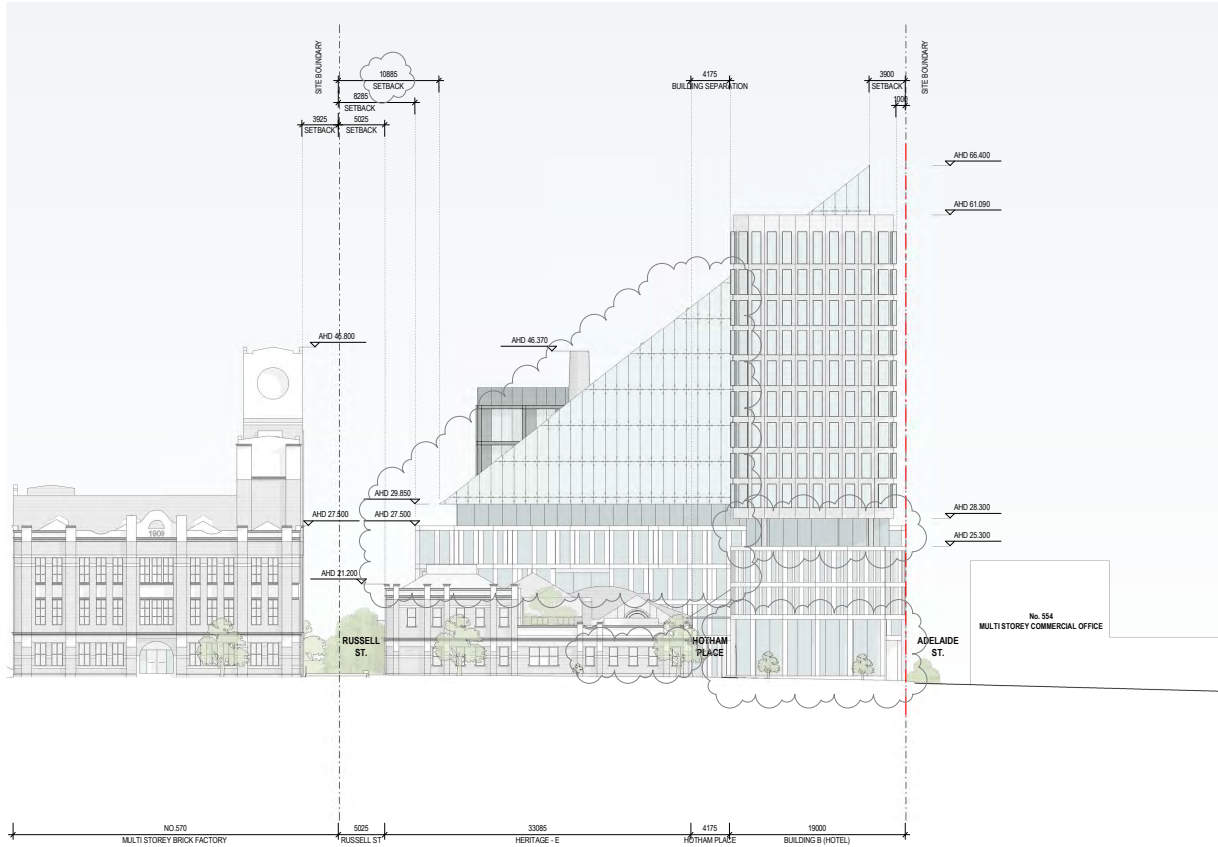 SITE BOUNDARY
10885
SETBACK
8285
SETBACK
3925
SETBACK
5025
SETBACK
4175
BUILDING SEPARATION
3900
SETBACK
1000
SITE BOUNDARY
AHD 66.400
AHD 61.090
AHD 46.800
AHD 46.370
AHD 29.850
AHD 27.500
AHD 27.500
AHD 28.300
AHD 25.300
AHD 21.200
1909
RUSSELL
ST.
HOTHAM
PLACE
ADELAIDE
ST.
No. 554
MULTI STOREY COMMERCIAL OFFICE
NO.570
MULTI STOREY BRICK FACTORY
5025
RUSSELL ST
33085
HERITAGE - E
4175
HOTHAM PLACE
19000
BUILDING B (HOTEL)